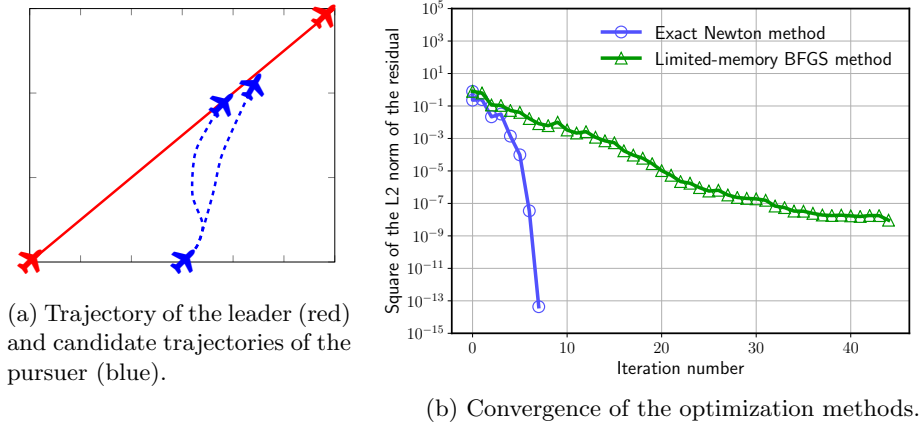 (a) Trajectory of the leader (red)
and candidate trajectories of the
pursuer (blue).
Square of the L2 norm of the residual
10^5
10^3
10^1
10^-1
10^-3
10^-5
10^-7
10^-9
10^-11
10^-13
10^-15
Exact Newton method
Limited-memory BFGS method
0 10 20 30 40
Iteration number
(b) Convergence of the optimization methods.